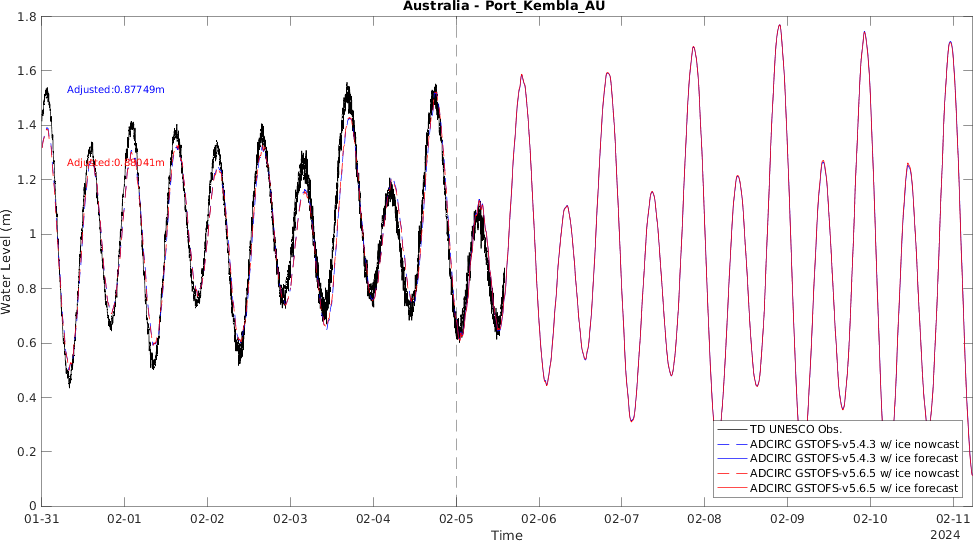 Australia - Port_Kembla_AU
1.8
1.6
1.4
1.2
1
0.8
0.6
0.4
0.2
0
Water Level (m)
Adjusted:0.87749m
Adjusted:0.88041m
TD UNESCO Obs.
ADCIRC GSTOFS-v5.4.3 w/ ice nowcast
ADCIRC GSTOFS-v5.4.3 w/ ice forecast
ADCIRC GSTOFS-v5.6.5 w/ ice nowcast
ADCIRC GSTOFS-v5.6.5 w/ ice forecast
01-31 02-01 02-02 02-03 02-04 02-05 02-06 02-07 02-08 02-09 02-10 02-11
Time
2024